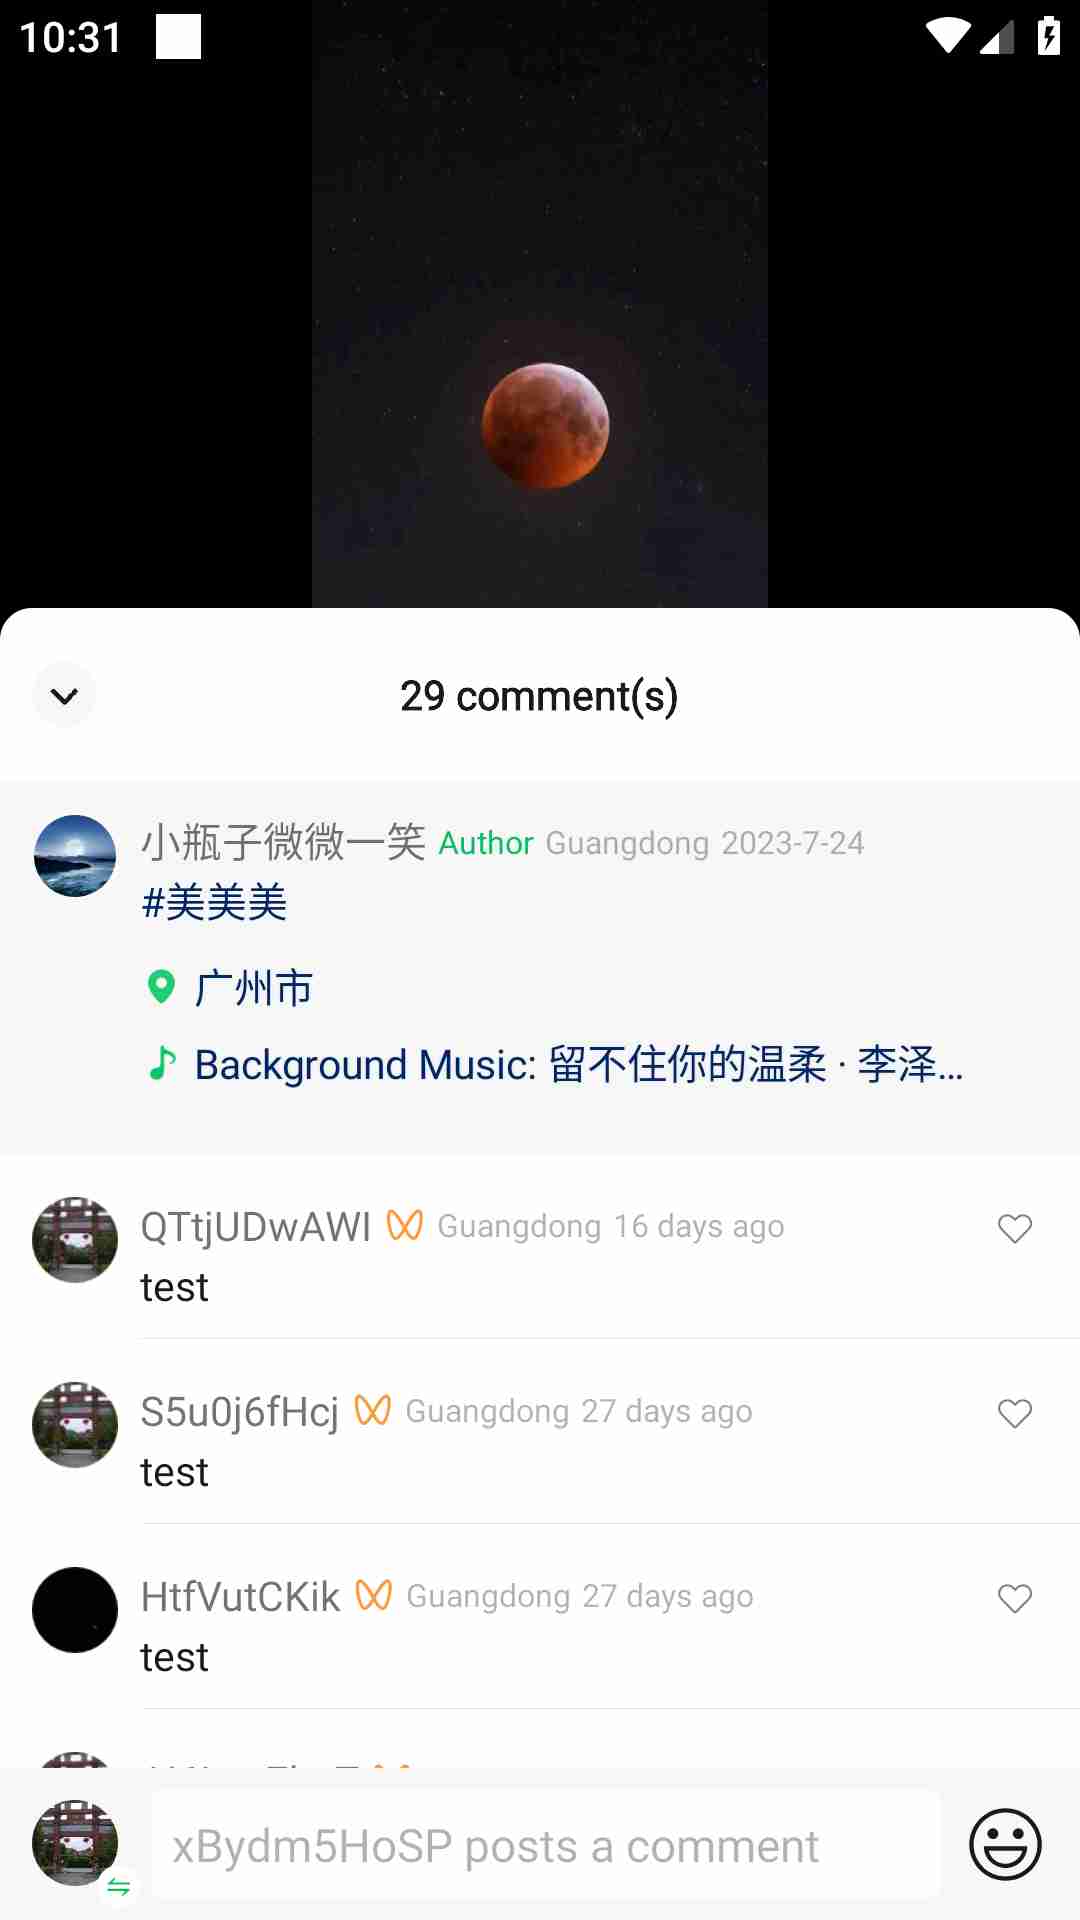 10:31
29 comment(s)
小瓶子微微一笑 Author Guangdong 2023-7-24
#美美美
广州市
Background Music: 留不住你的温柔 · 李泽...
QTtjUDwAWI Guangdong 16 days ago
test
S5u0j6fHcj Guangdong 27 days ago
test
HtfVutCKik Guangdong 27 days ago
test
xBydm5HoSP posts a comment